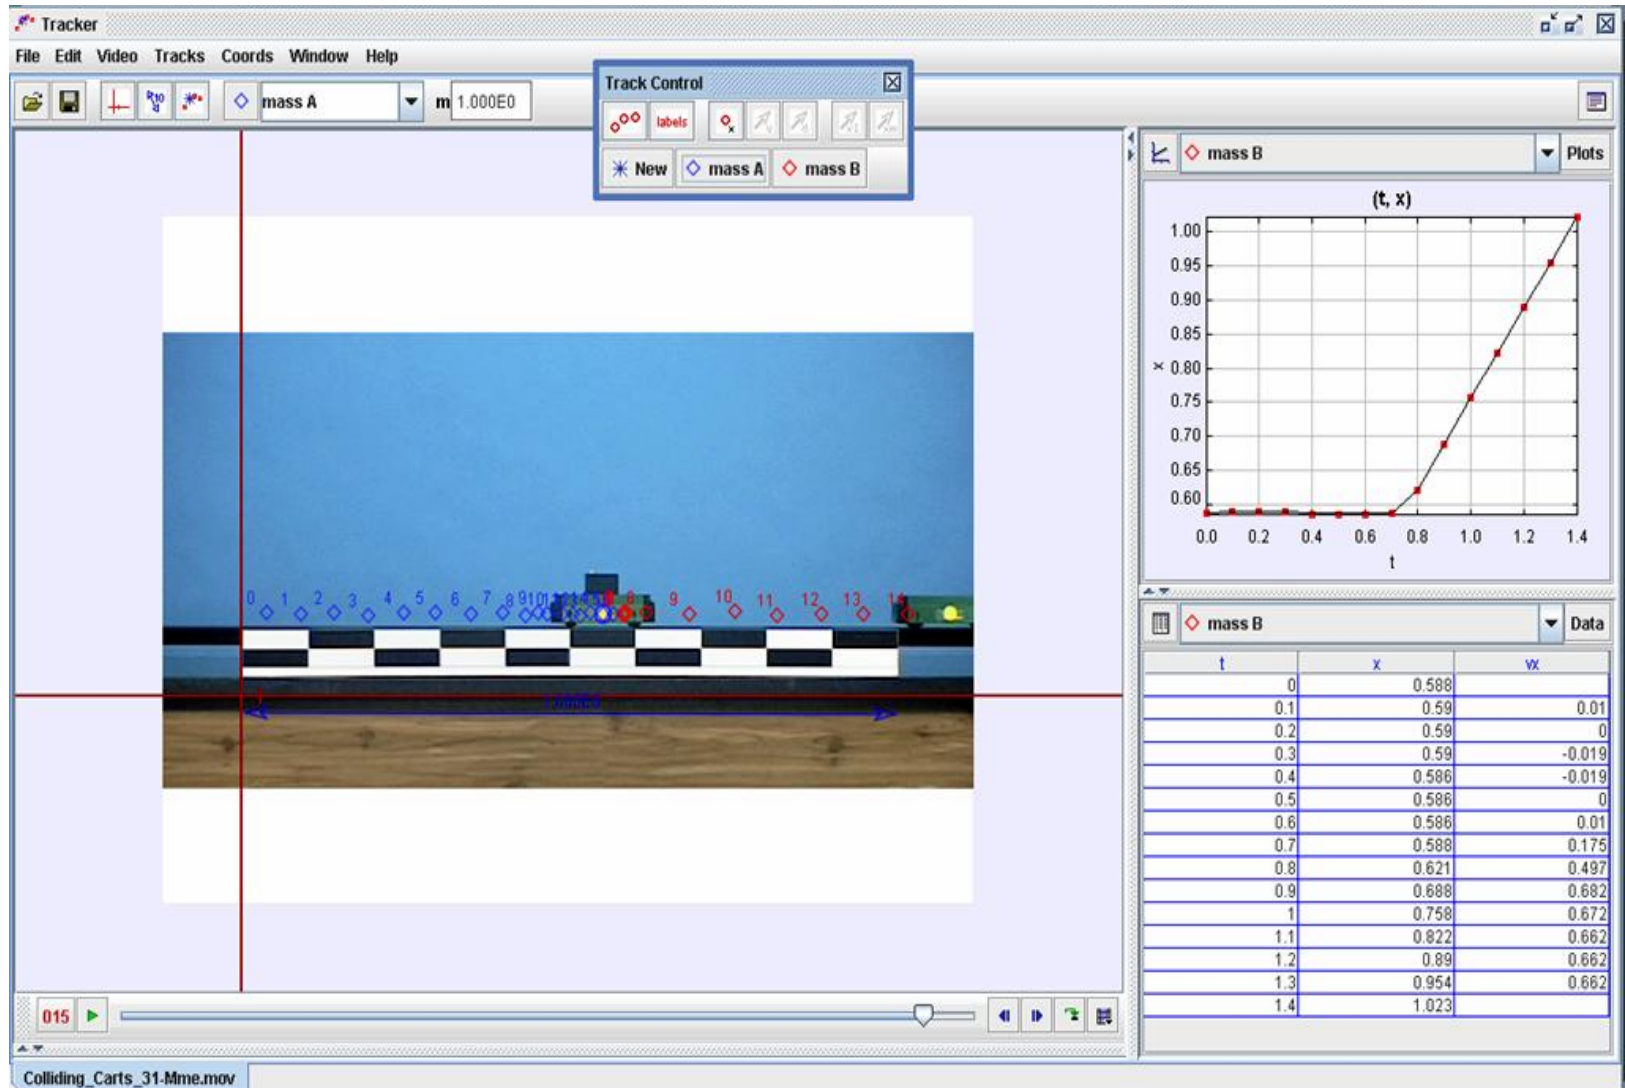 Tracker
File Edit Video Tracks Coords Window Help
mass A m 1.000E0
Track Control
labels
New mass A mass B
mass B Plots
(t, x)
1.00
0.95
0.90
0.85
x 0.80
0.75
0.70
0.65
0.60
0.0 0.2 0.4 0.6 0.8 1.0 1.2 1.4
t
0 1 2 3 4 5 6 7 8 9 10 8 9 10 11 12 13 14
1.000E0
mass B Data
t x vx
0 0.588
0.1 0.59 0.01
0.2 0.59 0
0.3 0.59 -0.019
0.4 0.586 -0.019
0.5 0.586 0
0.6 0.586 0.01
0.7 0.588 0.175
0.8 0.621 0.497
0.9 0.688 0.682
1 0.758 0.672
1.1 0.822 0.662
1.2 0.89 0.662
1.3 0.954 0.662
1.4 1.023
015
Colliding_Carts_31-Mme.mov